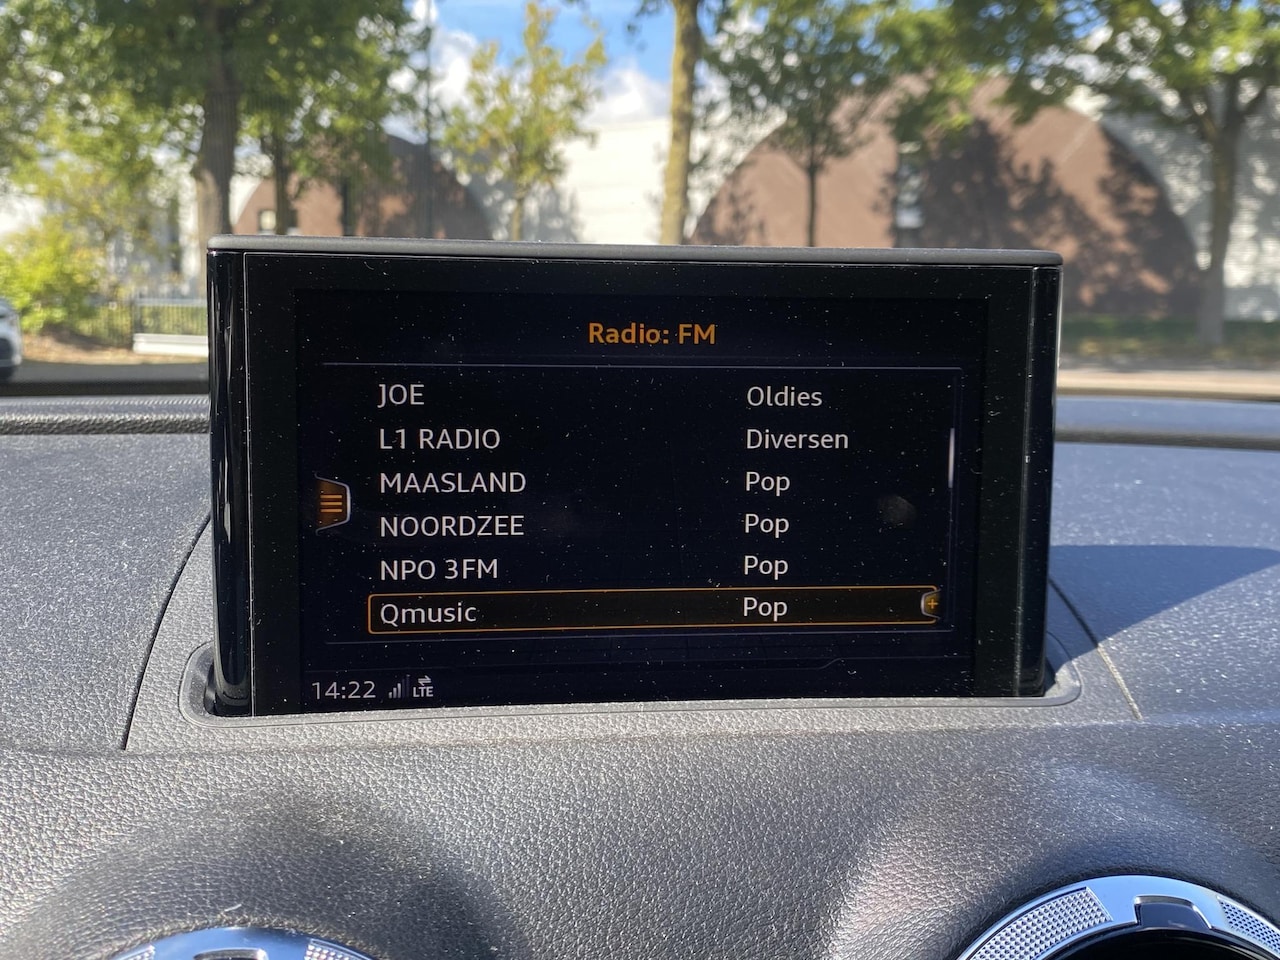 Radio: FM
JOE Oldies
L1 RADIO Diversen
MAASLAND Pop
NOORDZEE Pop
NPO 3FM Pop
Qmusic Pop
14:22 LTE